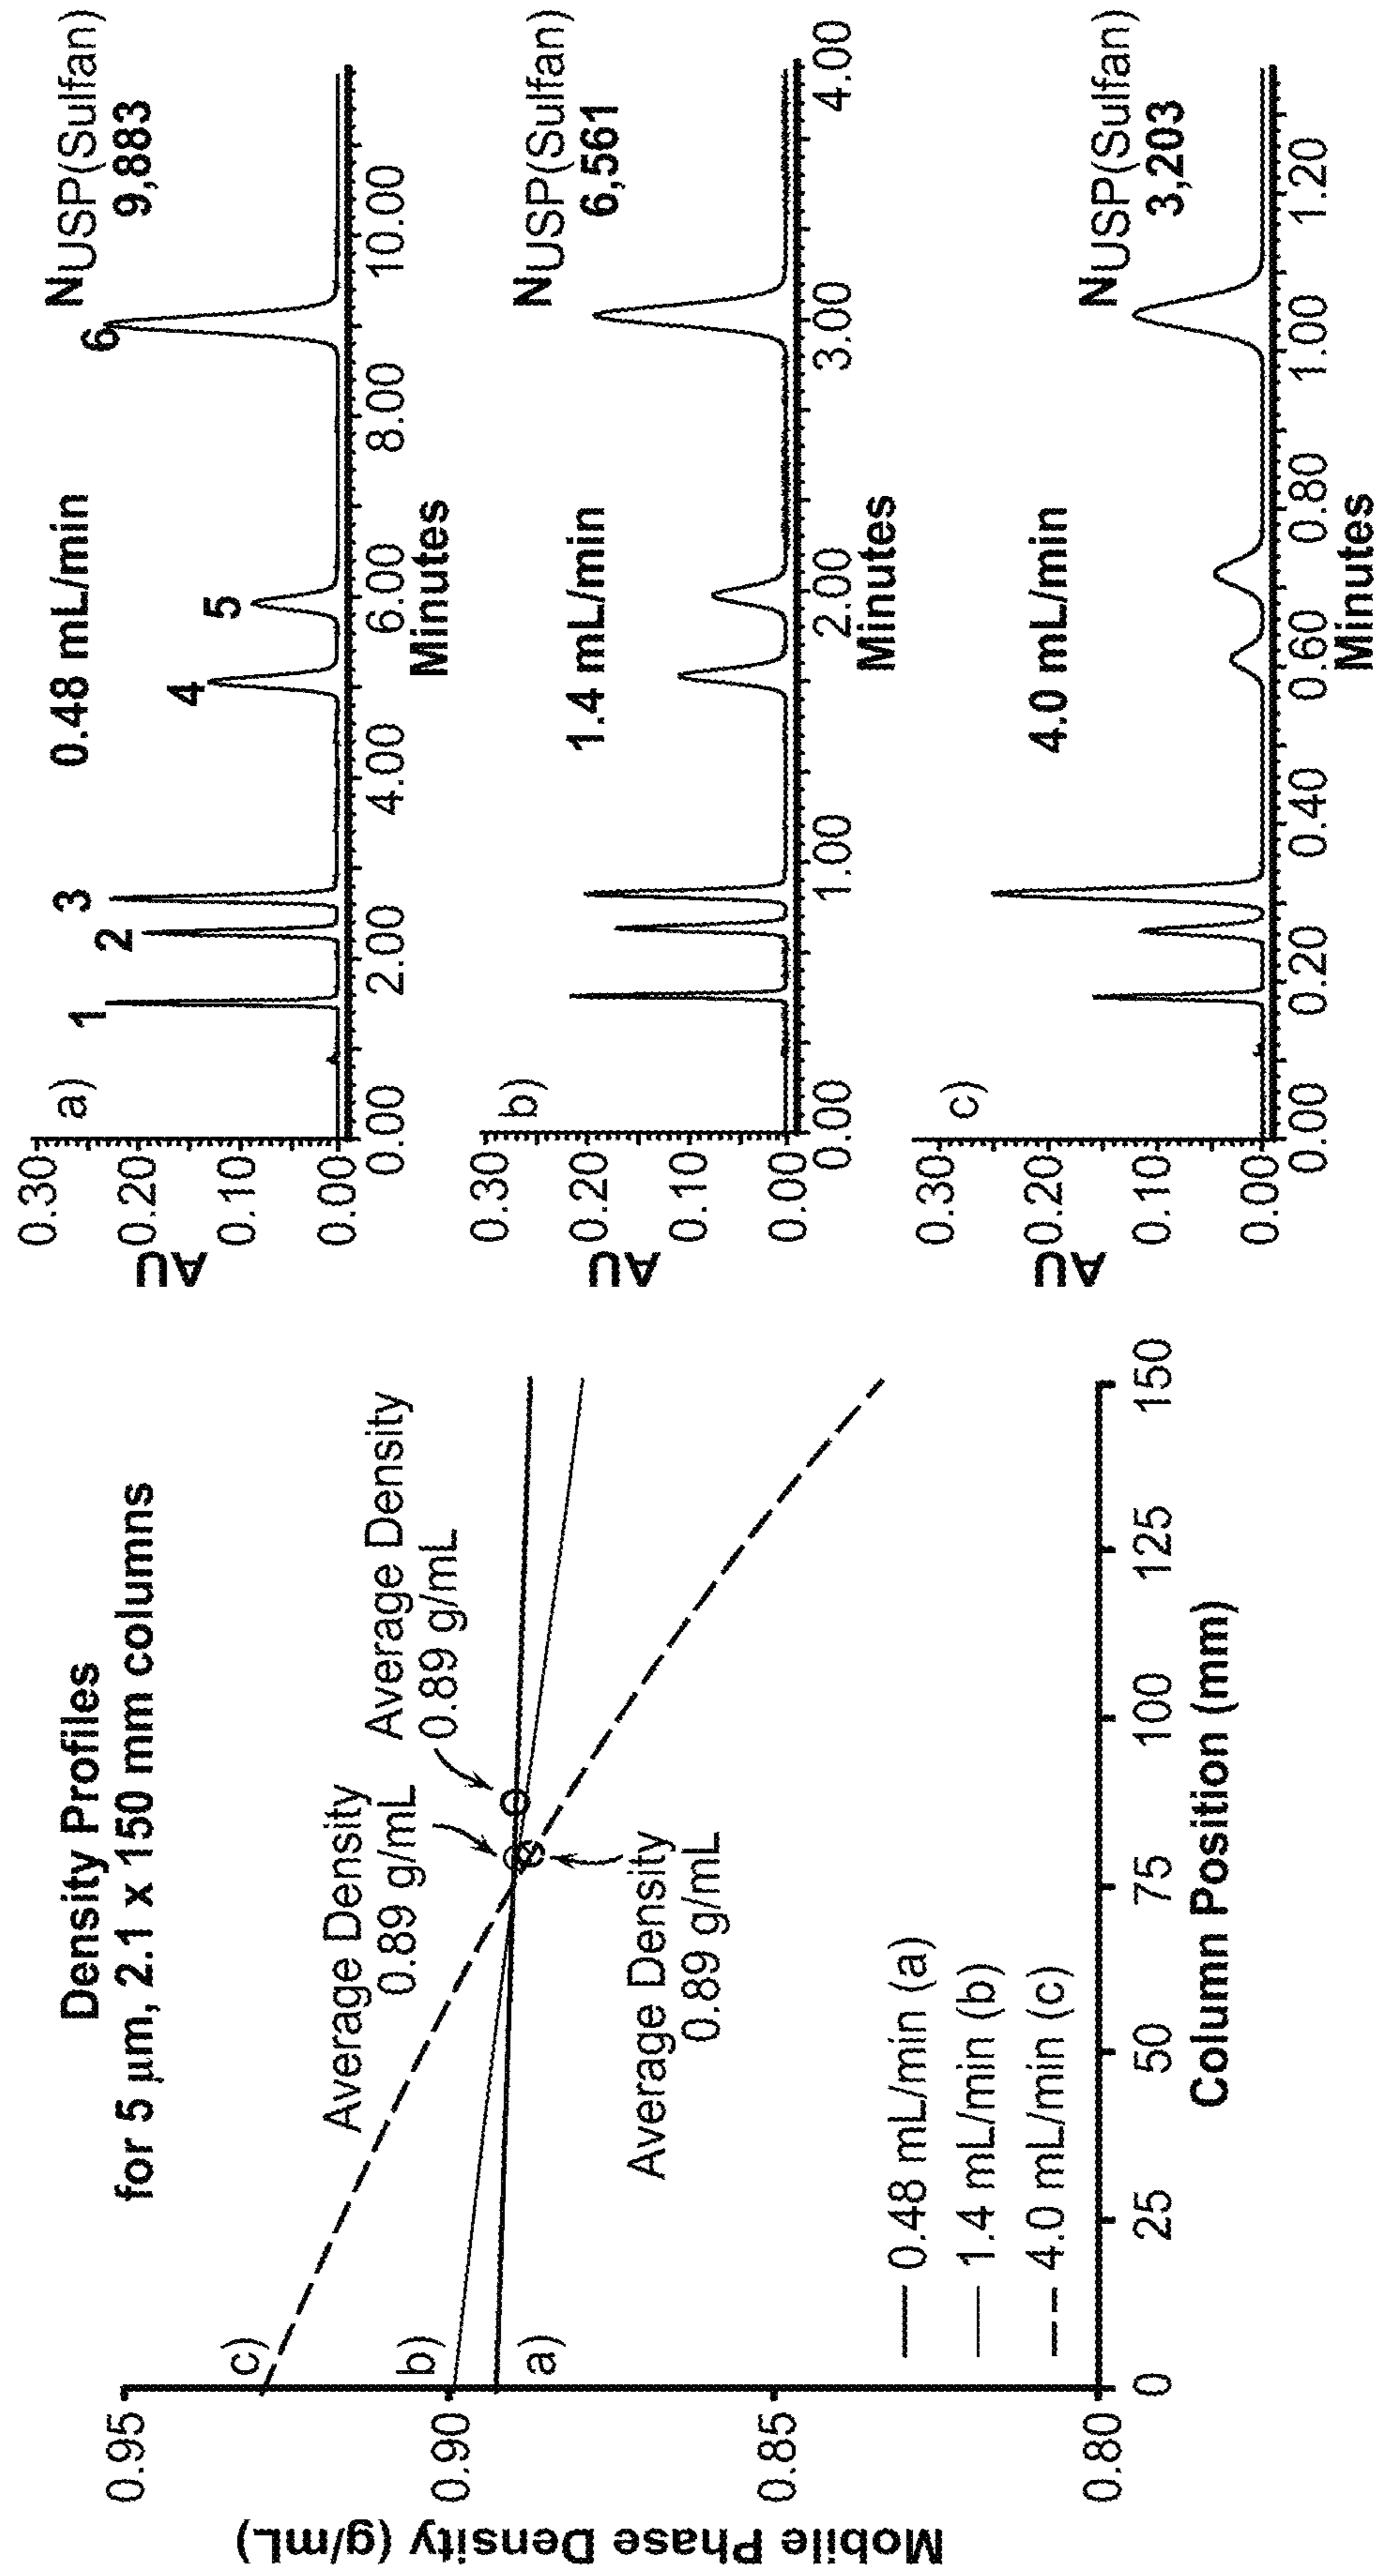 Density Profiles
for 5 µm, 2.1 x 150 mm columns
Mobile Phase Density (g/mL)
0.95
0.90
0.85
0.80
c)
b)
a)
Average Density
0.89 g/mL
Average Density
0.89 g/mL
Average Density
0.89 g/mL
0.48 mL/min (a)
1.4 mL/min (b)
4.0 mL/min (c)
0 25 50 75 100 125 150
Column Position (mm)
a)
0.48 mL/min
NUSP(Sulfan)
9,883
AU
0.30
0.20
0.10
0.00
1 2 3 4 5 6
0.00 2.00 4.00 6.00 8.00 10.00
Minutes
b)
1.4 mL/min
NUSP(Sulfan)
6,561
AU
0.30
0.20
0.10
0.00
0.00 1.00 2.00 3.00 4.00
Minutes
c)
4.0 mL/min
NUSP(Sulfan)
3,203
AU
0.30
0.20
0.10
0.00
0.00 0.20 0.40 0.60 0.80 1.00 1.20
Minutes